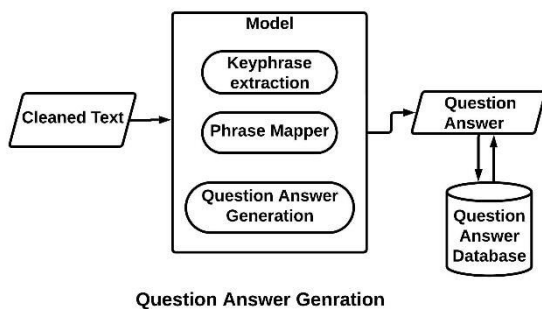 Model
Keyphrase
extraction
Cleaned Text
Phrase Mapper
Question Answer
Generation
Question
Answer
Question
Answer
Database
Question Answer Genration